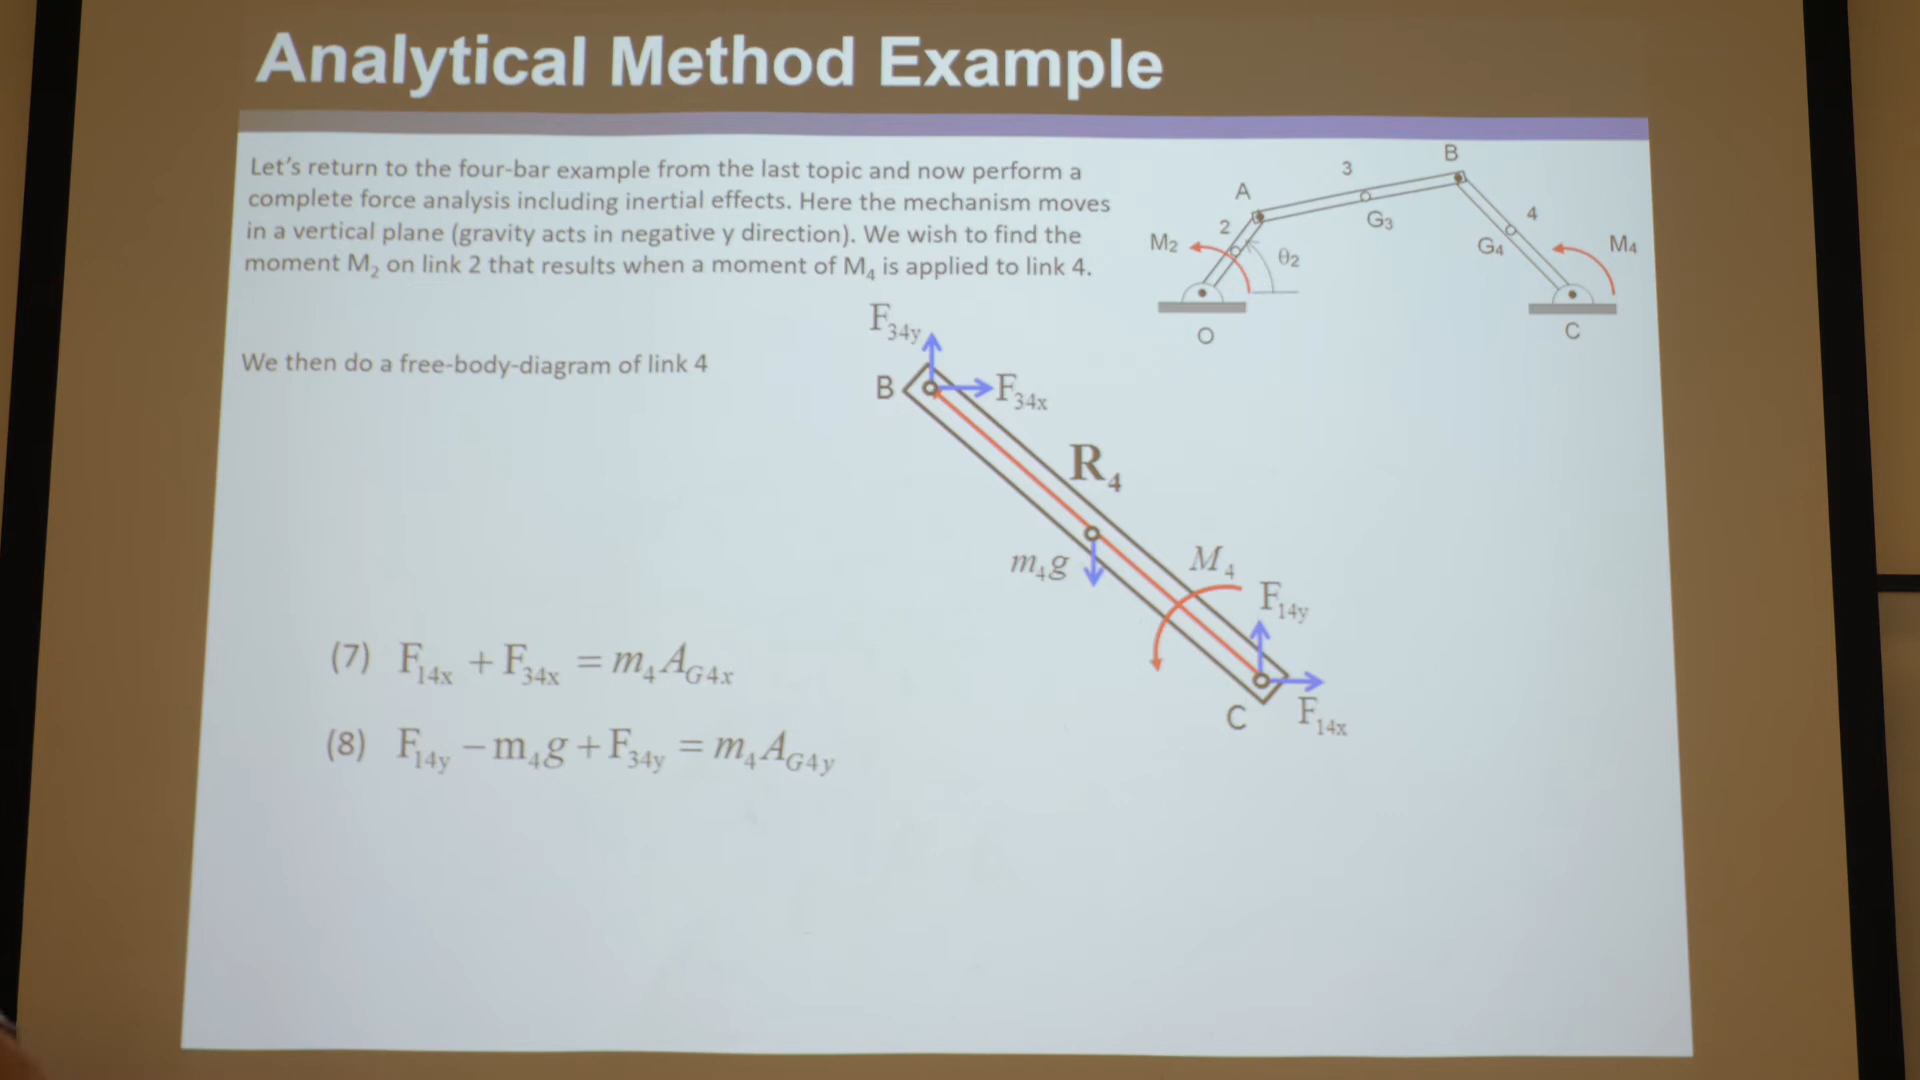 Analytical Method Example
Let's return to the four-bar example from the last topic and now perform a
complete force analysis including inertial effects. Here the mechanism moves
in a vertical plane (gravity acts in negative y direction). We wish to find the
moment M₂ on link 2 that results when a moment of M₄ is applied to link 4.
A
2
M2
θ2
O
3
G3
B
4
G4
M4
C
We then do a free-body-diagram of link 4
F₃₄y
B
F₃₄x
R₄
m₄g
M₄
F₁₄y
C
F₁₄x
(7) F₁₄x + F₃₄x = m₄A_G4x
(8) F₁₄y − m₄g + F₃₄y = m₄A_G4y